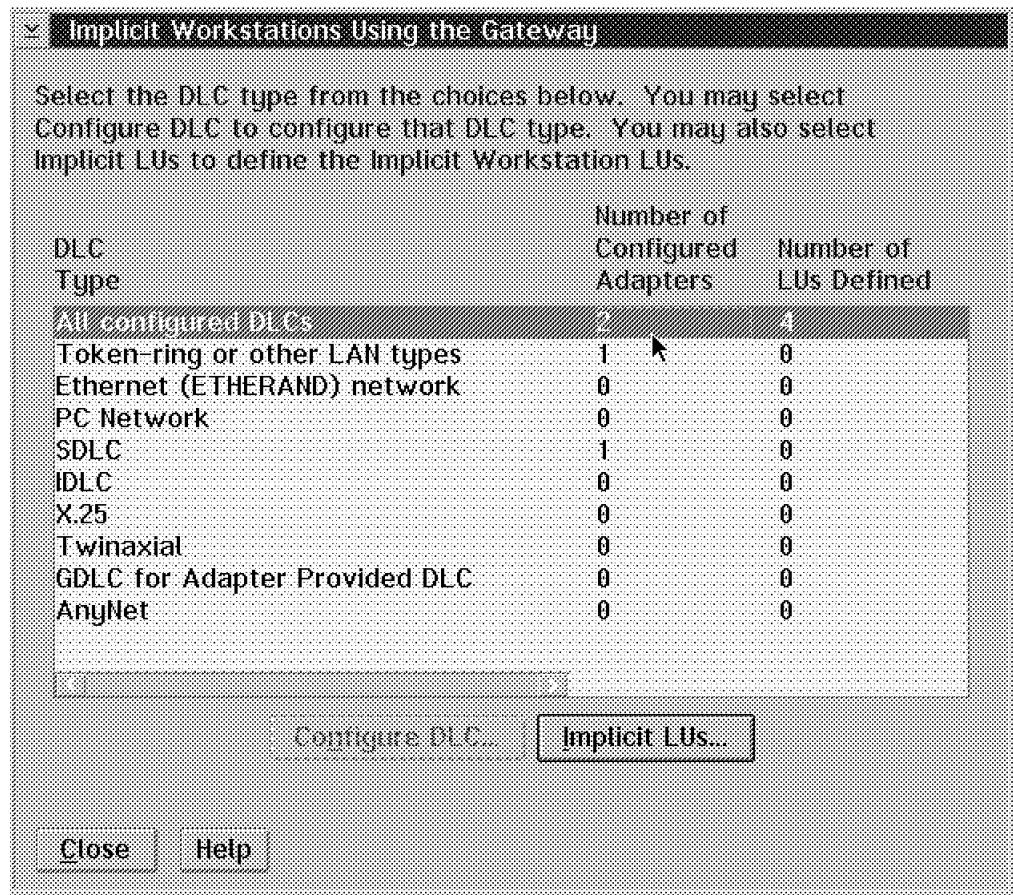 Implicit Workstations Using the Gateway
Select the DLC type from the choices below. You may select
Configure DLC to configure that DLC type. You may also select
Implicit LUs to define the Implicit Workstation LUs.
DLC Type Number of Configured Adapters Number of LUs Defined
All configured DLCs 2 4
Token-ring or other LAN types 1 0
Ethernet (ETHERAND) network 0 0
PC Network 0 0
SDLC 1 0
IDLC 0 0
X.25 0 0
Twinaxial 0 0
GDLC for Adapter Provided DLC 0 0
AnyNet 0 0
Configure DLC... Implicit LUs...
Close Help